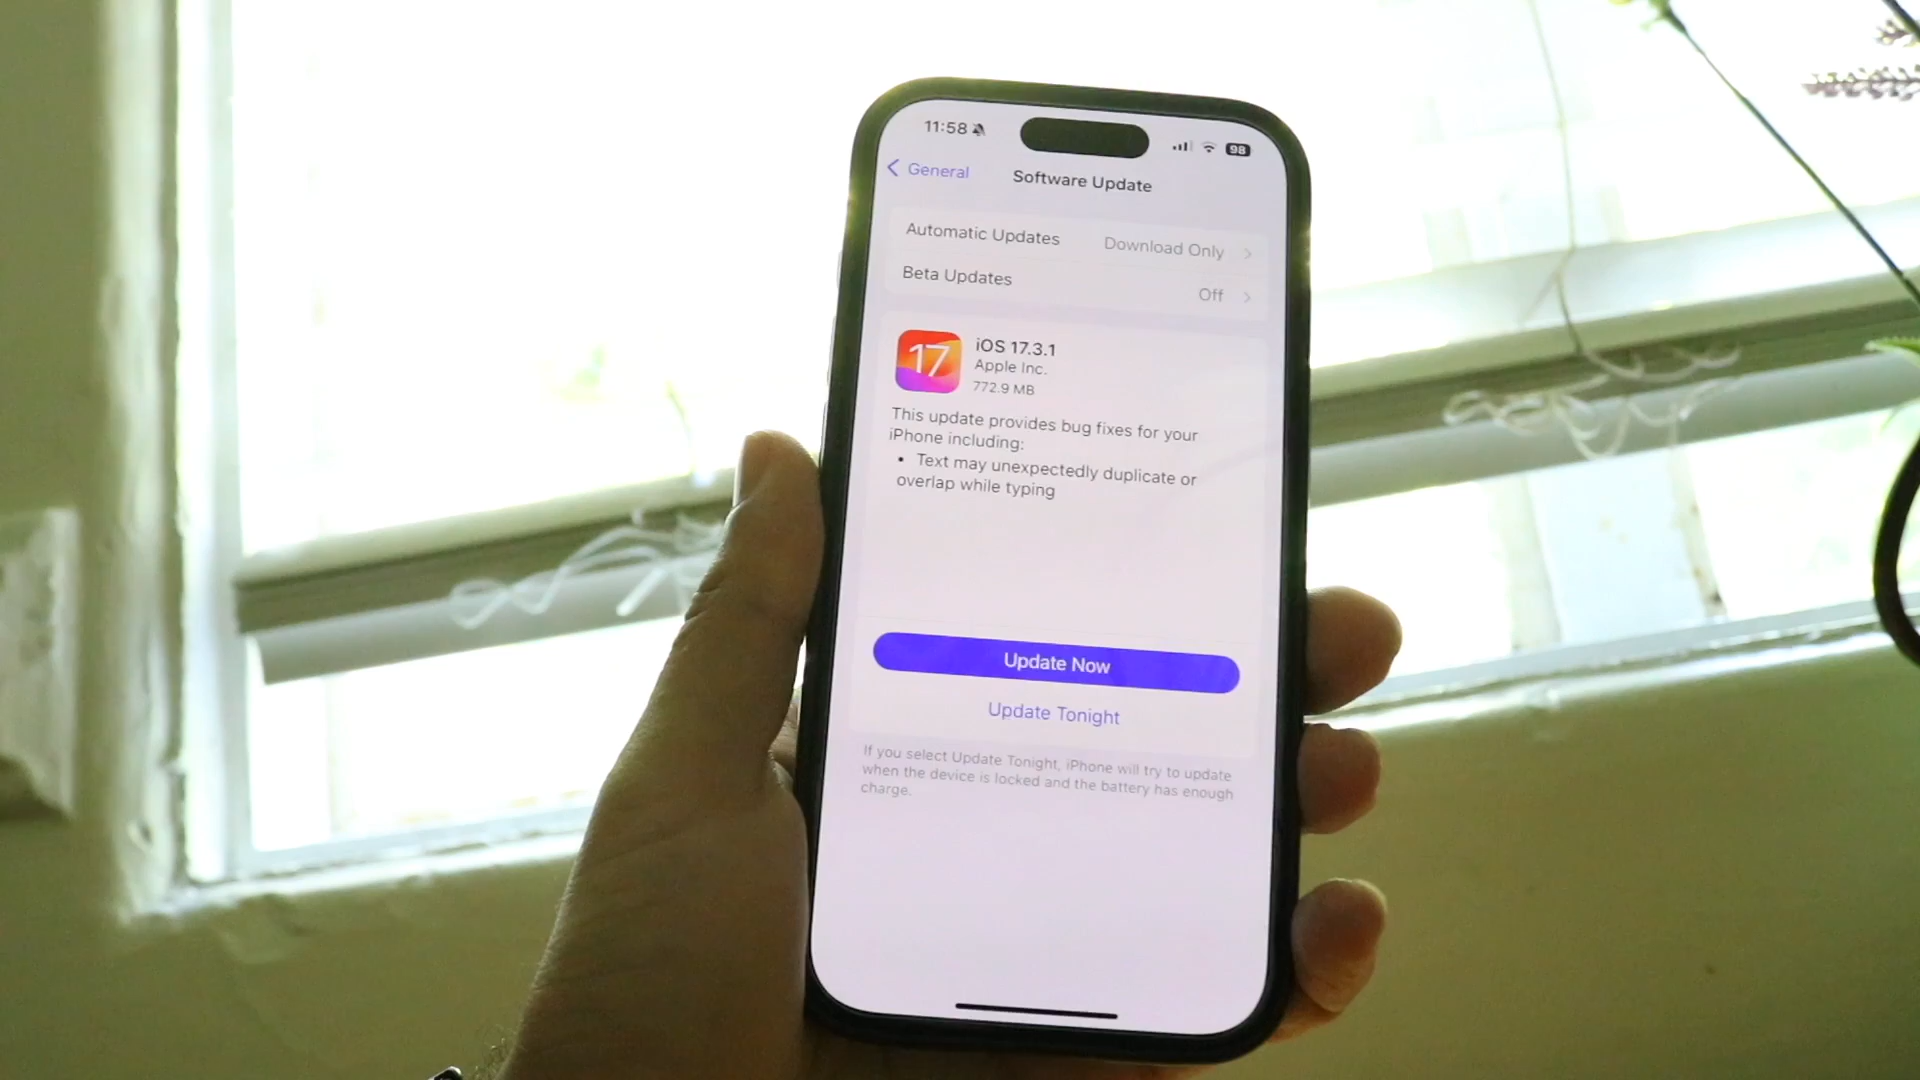 11:58
98
General
Software Update
Automatic Updates Download Only
Beta Updates Off
17
iOS 17.3.1
Apple Inc.
772.9 MB
This update provides bug fixes for your
iPhone including:
• Text may unexpectedly duplicate or
overlap while typing
Update Now
Update Tonight
If you select Update Tonight, iPhone will try to update
when the device is locked and the battery has enough
charge.